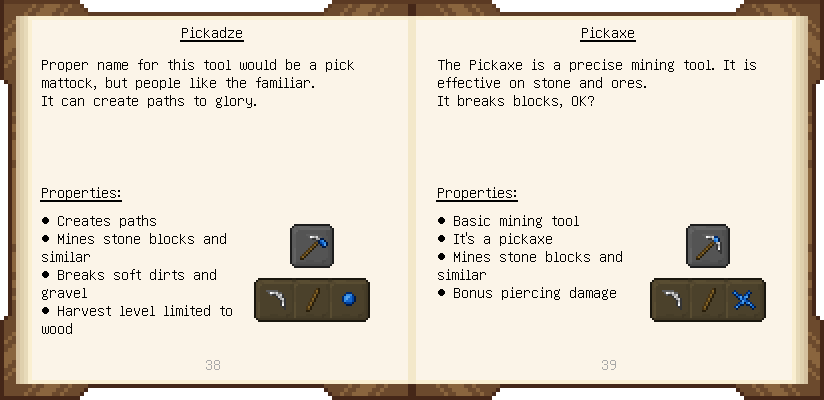 Pickadze
Proper name for this tool would be a pick
mattock, but people like the familiar.
It can create paths to glory.
Properties:
● Creates paths
● Mines stone blocks and
similar
● Breaks soft dirts and
gravel
● Harvest level limited to
wood
38
Pickaxe
The Pickaxe is a precise mining tool. It is
effective on stone and ores.
It breaks blocks, OK?
Properties:
● Basic mining tool
● It's a pickaxe
● Mines stone blocks and
similar
● Bonus piercing damage
39